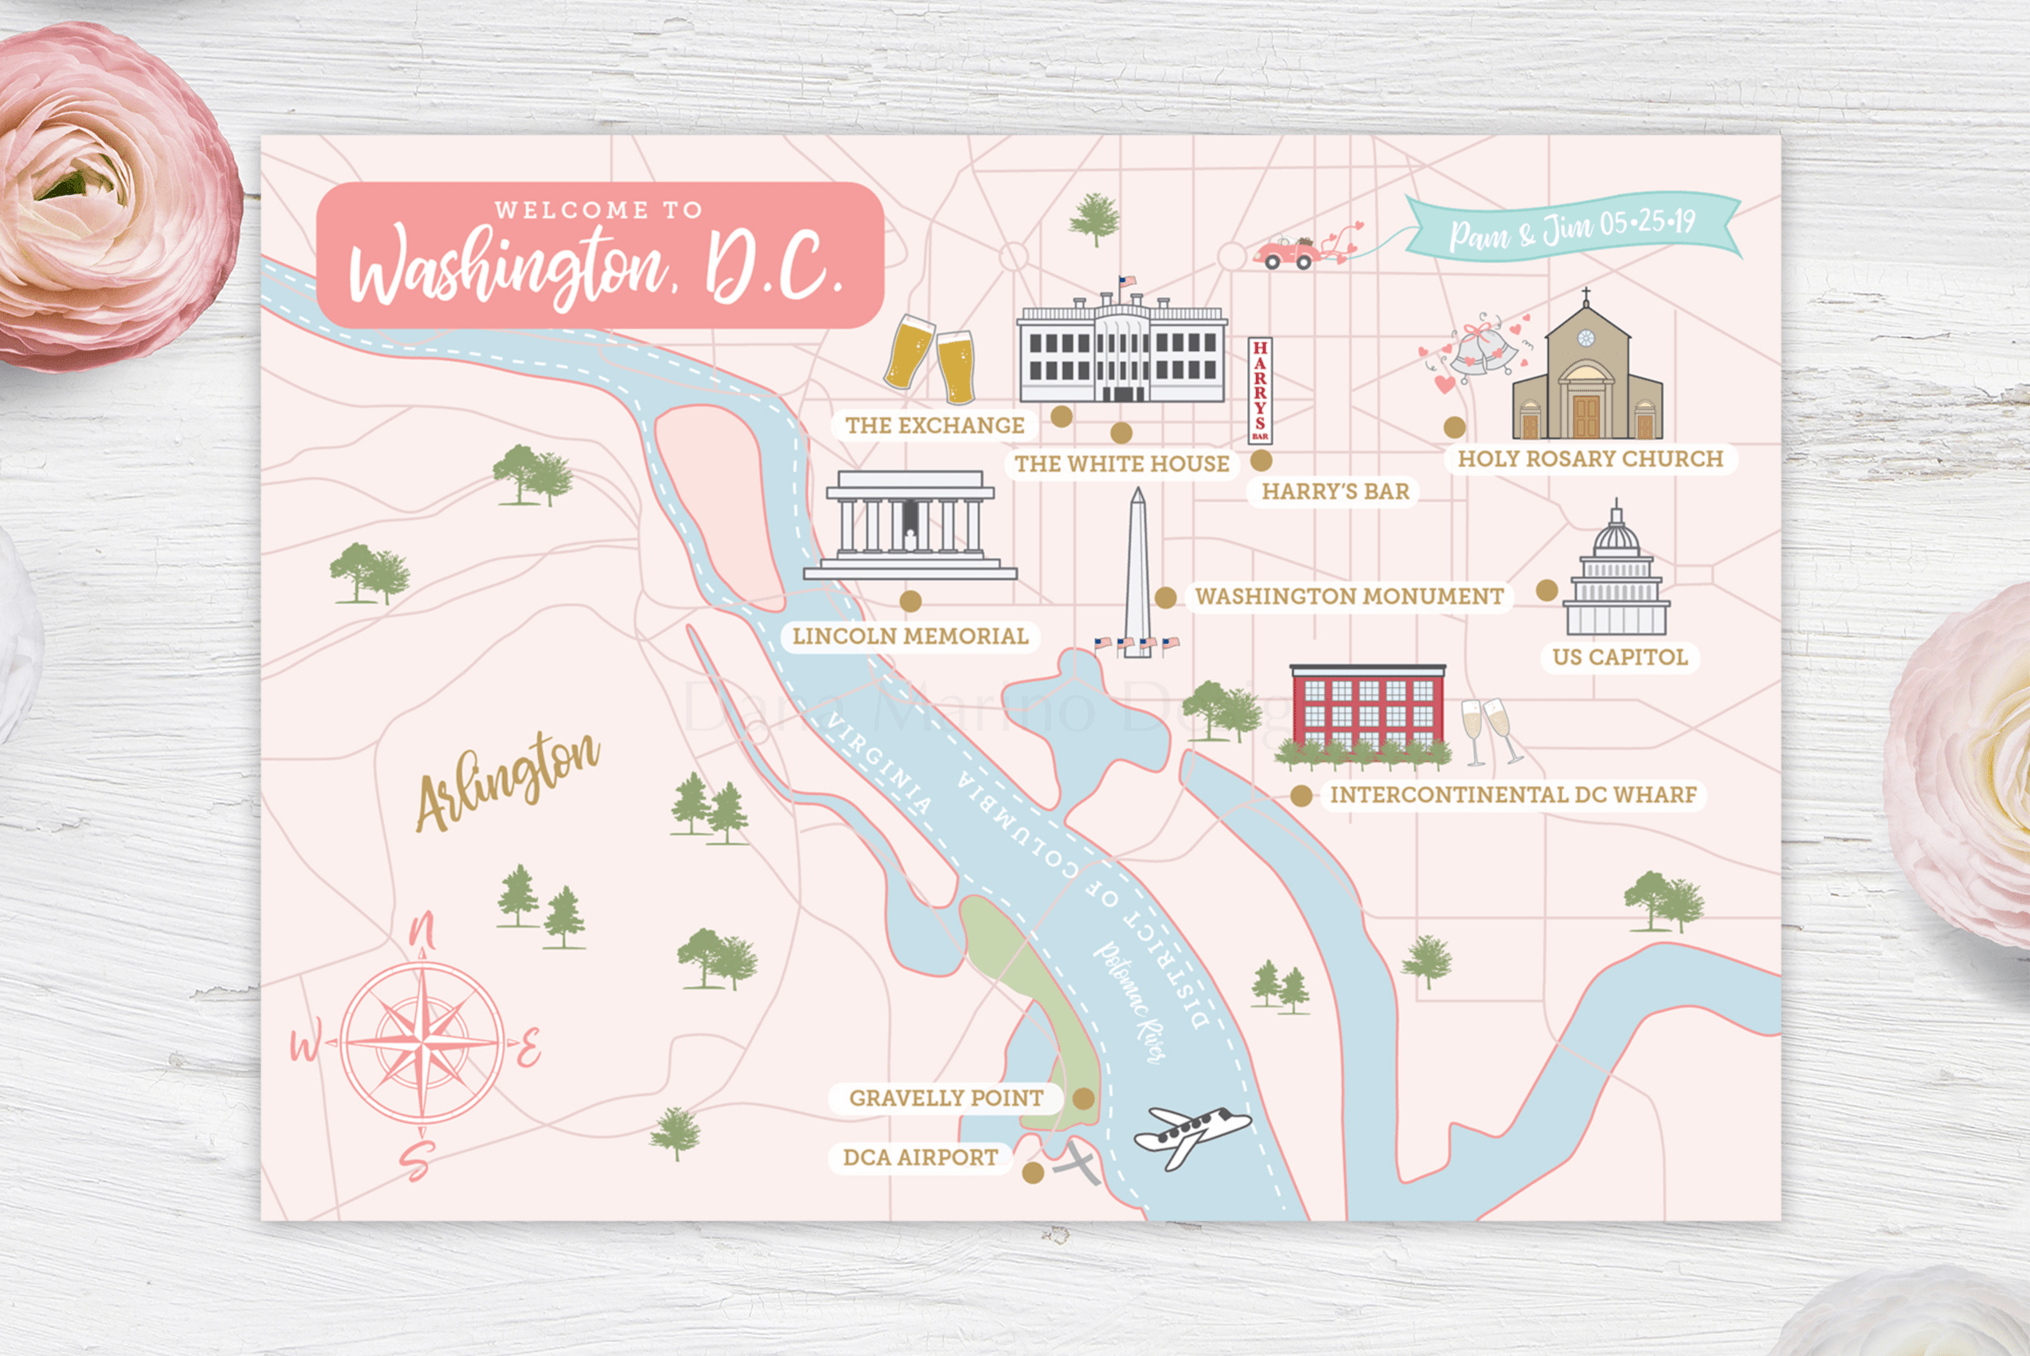 WELCOME TO
Washington, D.C.
Pam & Jim 05•25•19
HARRYS
BAR
THE EXCHANGE
THE WHITE HOUSE
HARRY'S BAR
HOLY ROSARY CHURCH
LINCOLN MEMORIAL
WASHINGTON MONUMENT
US CAPITOL
Dana Marino Design
VIRGINIA
DISTRICT OF COLUMBIA
Potomac River
Arlington
INTERCONTINENTAL DC WHARF
N
W
E
S
GRAVELLY POINT
DCA AIRPORT